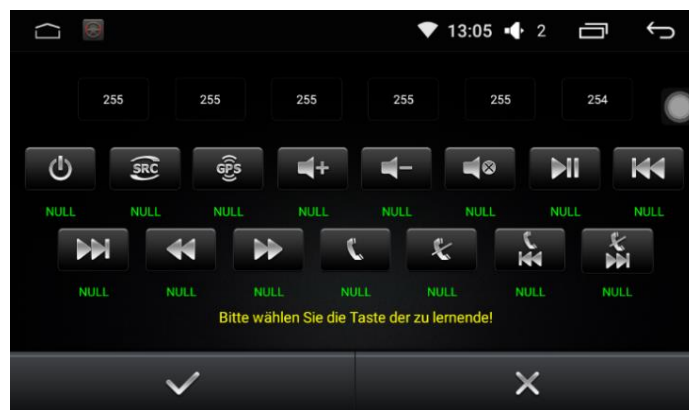 13:05 2
255 255 255 255 255 254
SRC GPS
NULL NULL NULL NULL NULL NULL NULL NULL
NULL NULL NULL NULL NULL NULL NULL
Bitte wählen Sie die Taste der zu lernende!